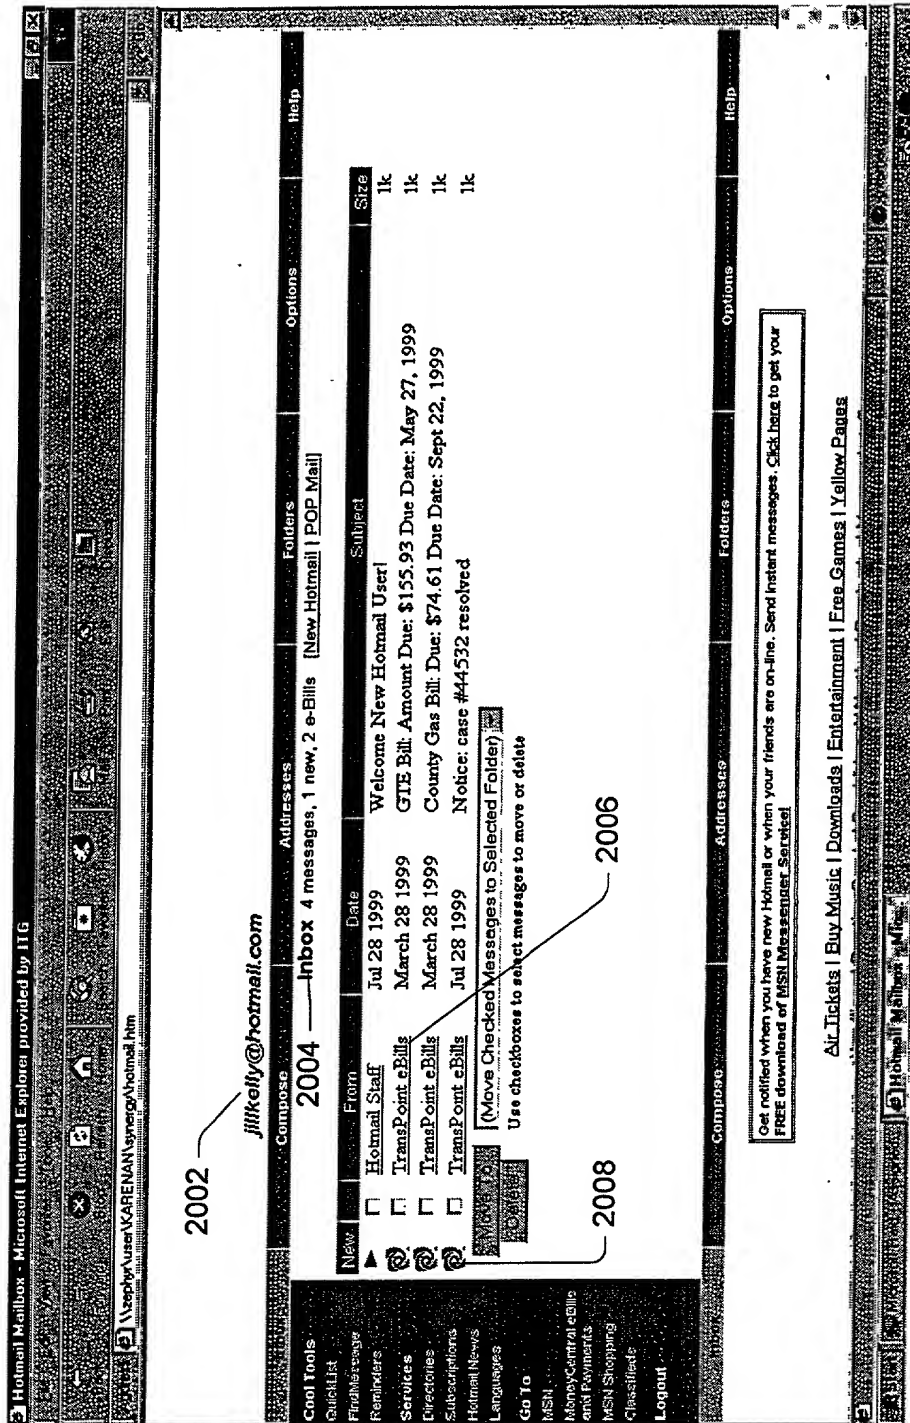 Hotmail Mailbox - Microsoft Internet Explorer provided by ITG
\\zephyr\user\KARENAN\synergy\hotmail.htm
2002
jillkelly@hotmail.com
Compose Addresses Folders Options Help
2004 Inbox 4 messages, 1 new, 2 e-Bills [New Hotmail | POP Mail]
New From Date Subject Size
Hotmail Staff Jul 28 1999 Welcome New Hotmail User! 1k
TransPoint eBills March 28 1999 GTE Bill: Amount Due: $155.93 Due Date: May 27, 1999 1k
TransPoint eBills March 28 1999 County Gas Bill: Due: $74.61 Due Date: Sept 22, 1999 1k
TransPoint eBills Jul 28 1999 Notice: case #44532 resolved 1k
Move To (Move Checked Messages to Selected Folder)
Delete Use checkboxes to select messages to move or delete
2006
2008
Cool Tools
QuickList
FindMessage
Reminders
Services
Directories
Subscriptions
Hotmail News
Languages
Go To
MSN
MoneyCentral eBills
and Payments
MSN Shopping
Classifieds
Logout
Compose Addresses Folders Options Help
Get notified when you have new Hotmail or when your friends are on-line. Send instant messages. Click here to get your
FREE download of MSN Messenger Service!
Air Tickets | Buy Music | Downloads | Entertainment | Free Games | Yellow Pages
Hotmail Mailbox - Mic